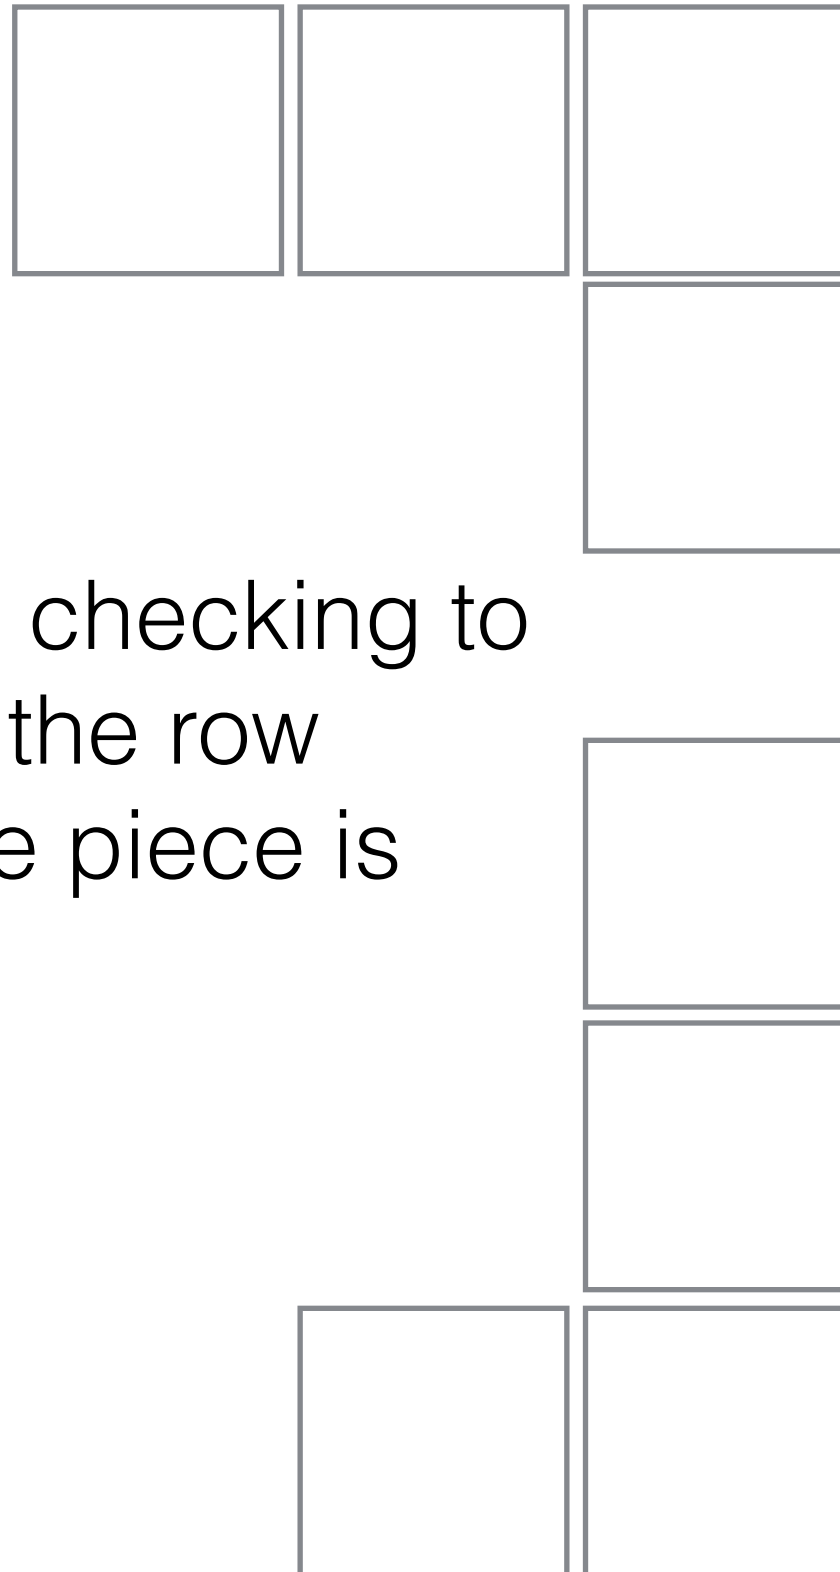 checking to
the row
piece is